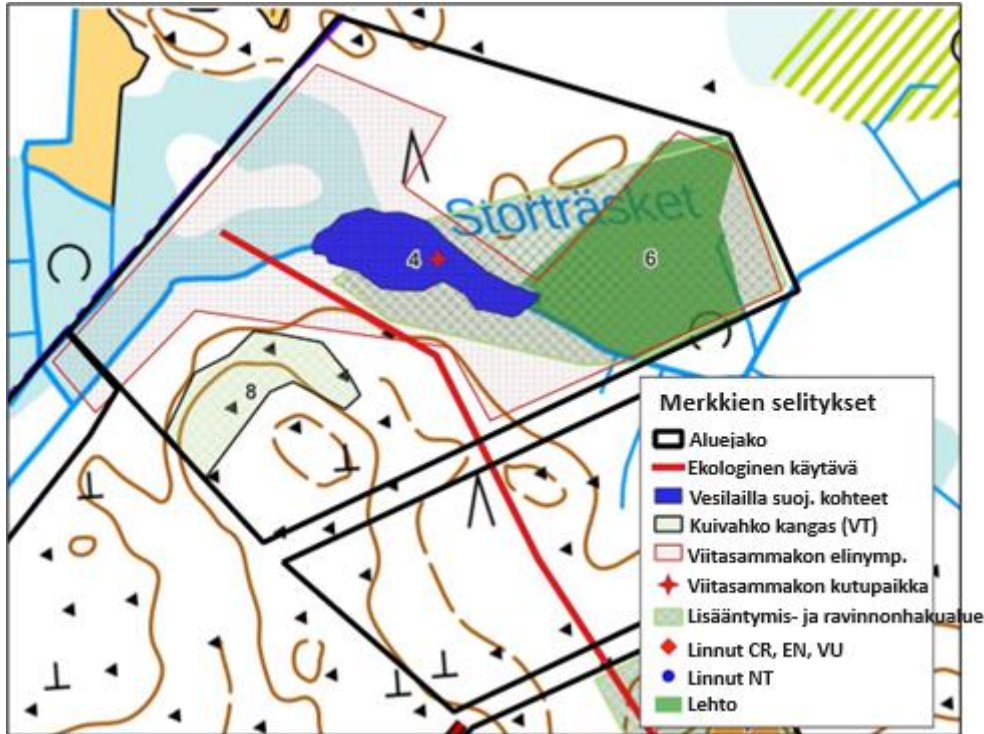 Storträsket
4
6
8
Merkkien selitykset
Aluejako
Ekologinen käytävä
Vesilailla suoj. kohteet
Kuivahko kangas (VT)
Viitasammakon elinymp.
Viitasammakon kutupaikka
Lisääntymis- ja ravinnonhakualue
Linnut CR, EN, VU
Linnut NT
Lehto